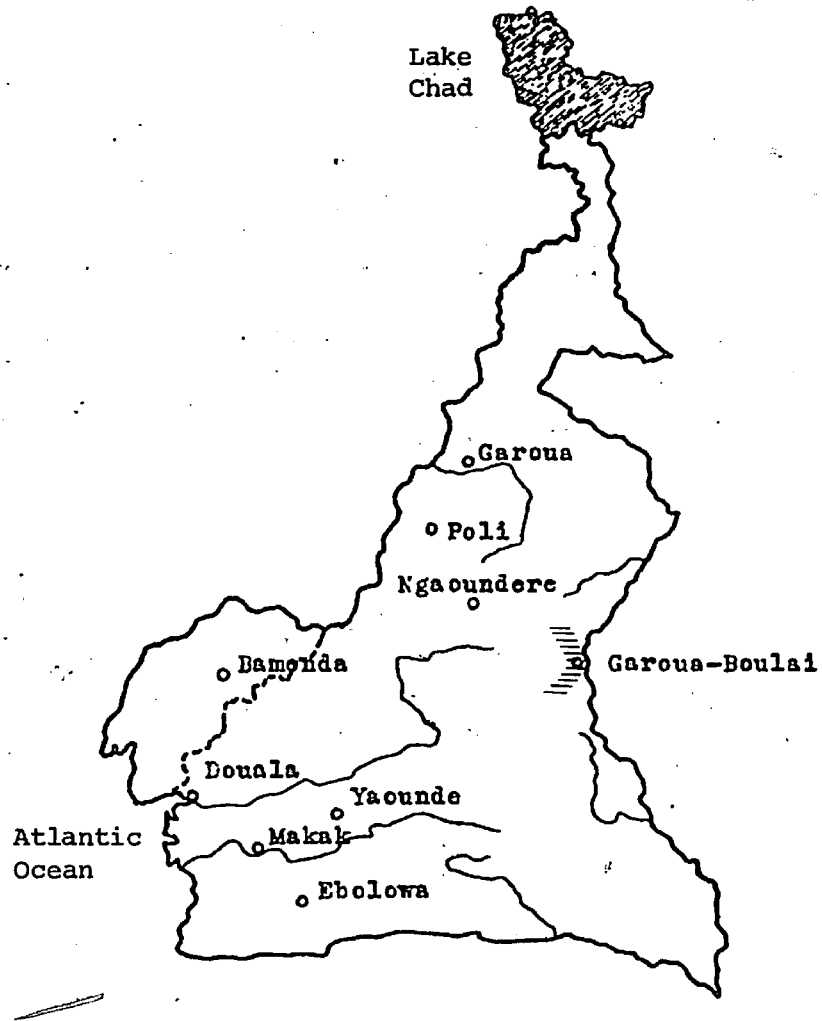 Lake
Chad
Garoua
Poli
Ngaoundere
Bamenda
Garoua-Boulai
Douala
Yaounde
Atlantic
Ocean
Makak
Ebolowa